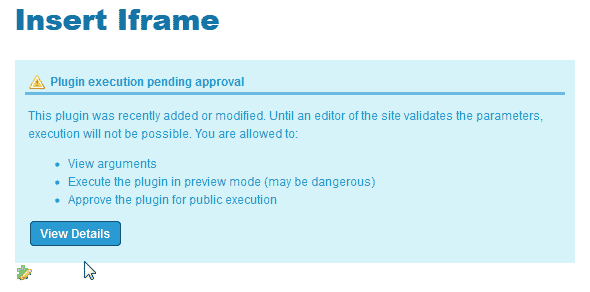 Insert Iframe
Plugin execution pending approval
This plugin was recently added or modified. Until an editor of the site validates the parameters,
execution will not be possible. You are allowed to:
• View arguments
• Execute the plugin in preview mode (may be dangerous)
• Approve the plugin for public execution
View Details